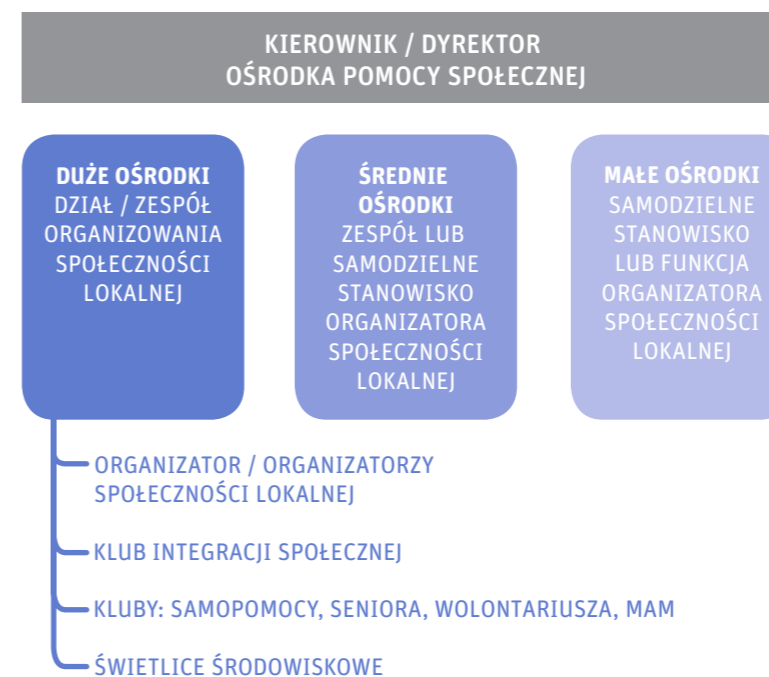 KIEROWNIK / DYREKTOR
OŚRODKA POMOCY SPOŁECZNEJ
DUŻE OŚRODKI
DZIAŁ / ZESPÓŁ
ORGANIZOWANIA
SPOŁECZNOŚCI
LOKALNEJ
ŚREDNIE
OŚRODKI
ZESPÓŁ LUB
SAMODZIELNE
STANOWISKO
ORGANIZATORA
SPOŁECZNOŚCI
LOKALNEJ
MAŁE OŚRODKI
SAMODZIELNE
STANOWISKO
LUB FUNKCJA
ORGANIZATORA
SPOŁECZNOŚCI
LOKALNEJ
ORGANIZATOR / ORGANIZATORZY
SPOŁECZNOŚCI LOKALNEJ
KLUB INTEGRACJI SPOŁECZNEJ
KLUBY: SAMOPOMOCY, SENIORA, WOLONTARIUSZA, MAM
ŚWIETLICE ŚRODOWISKOWE